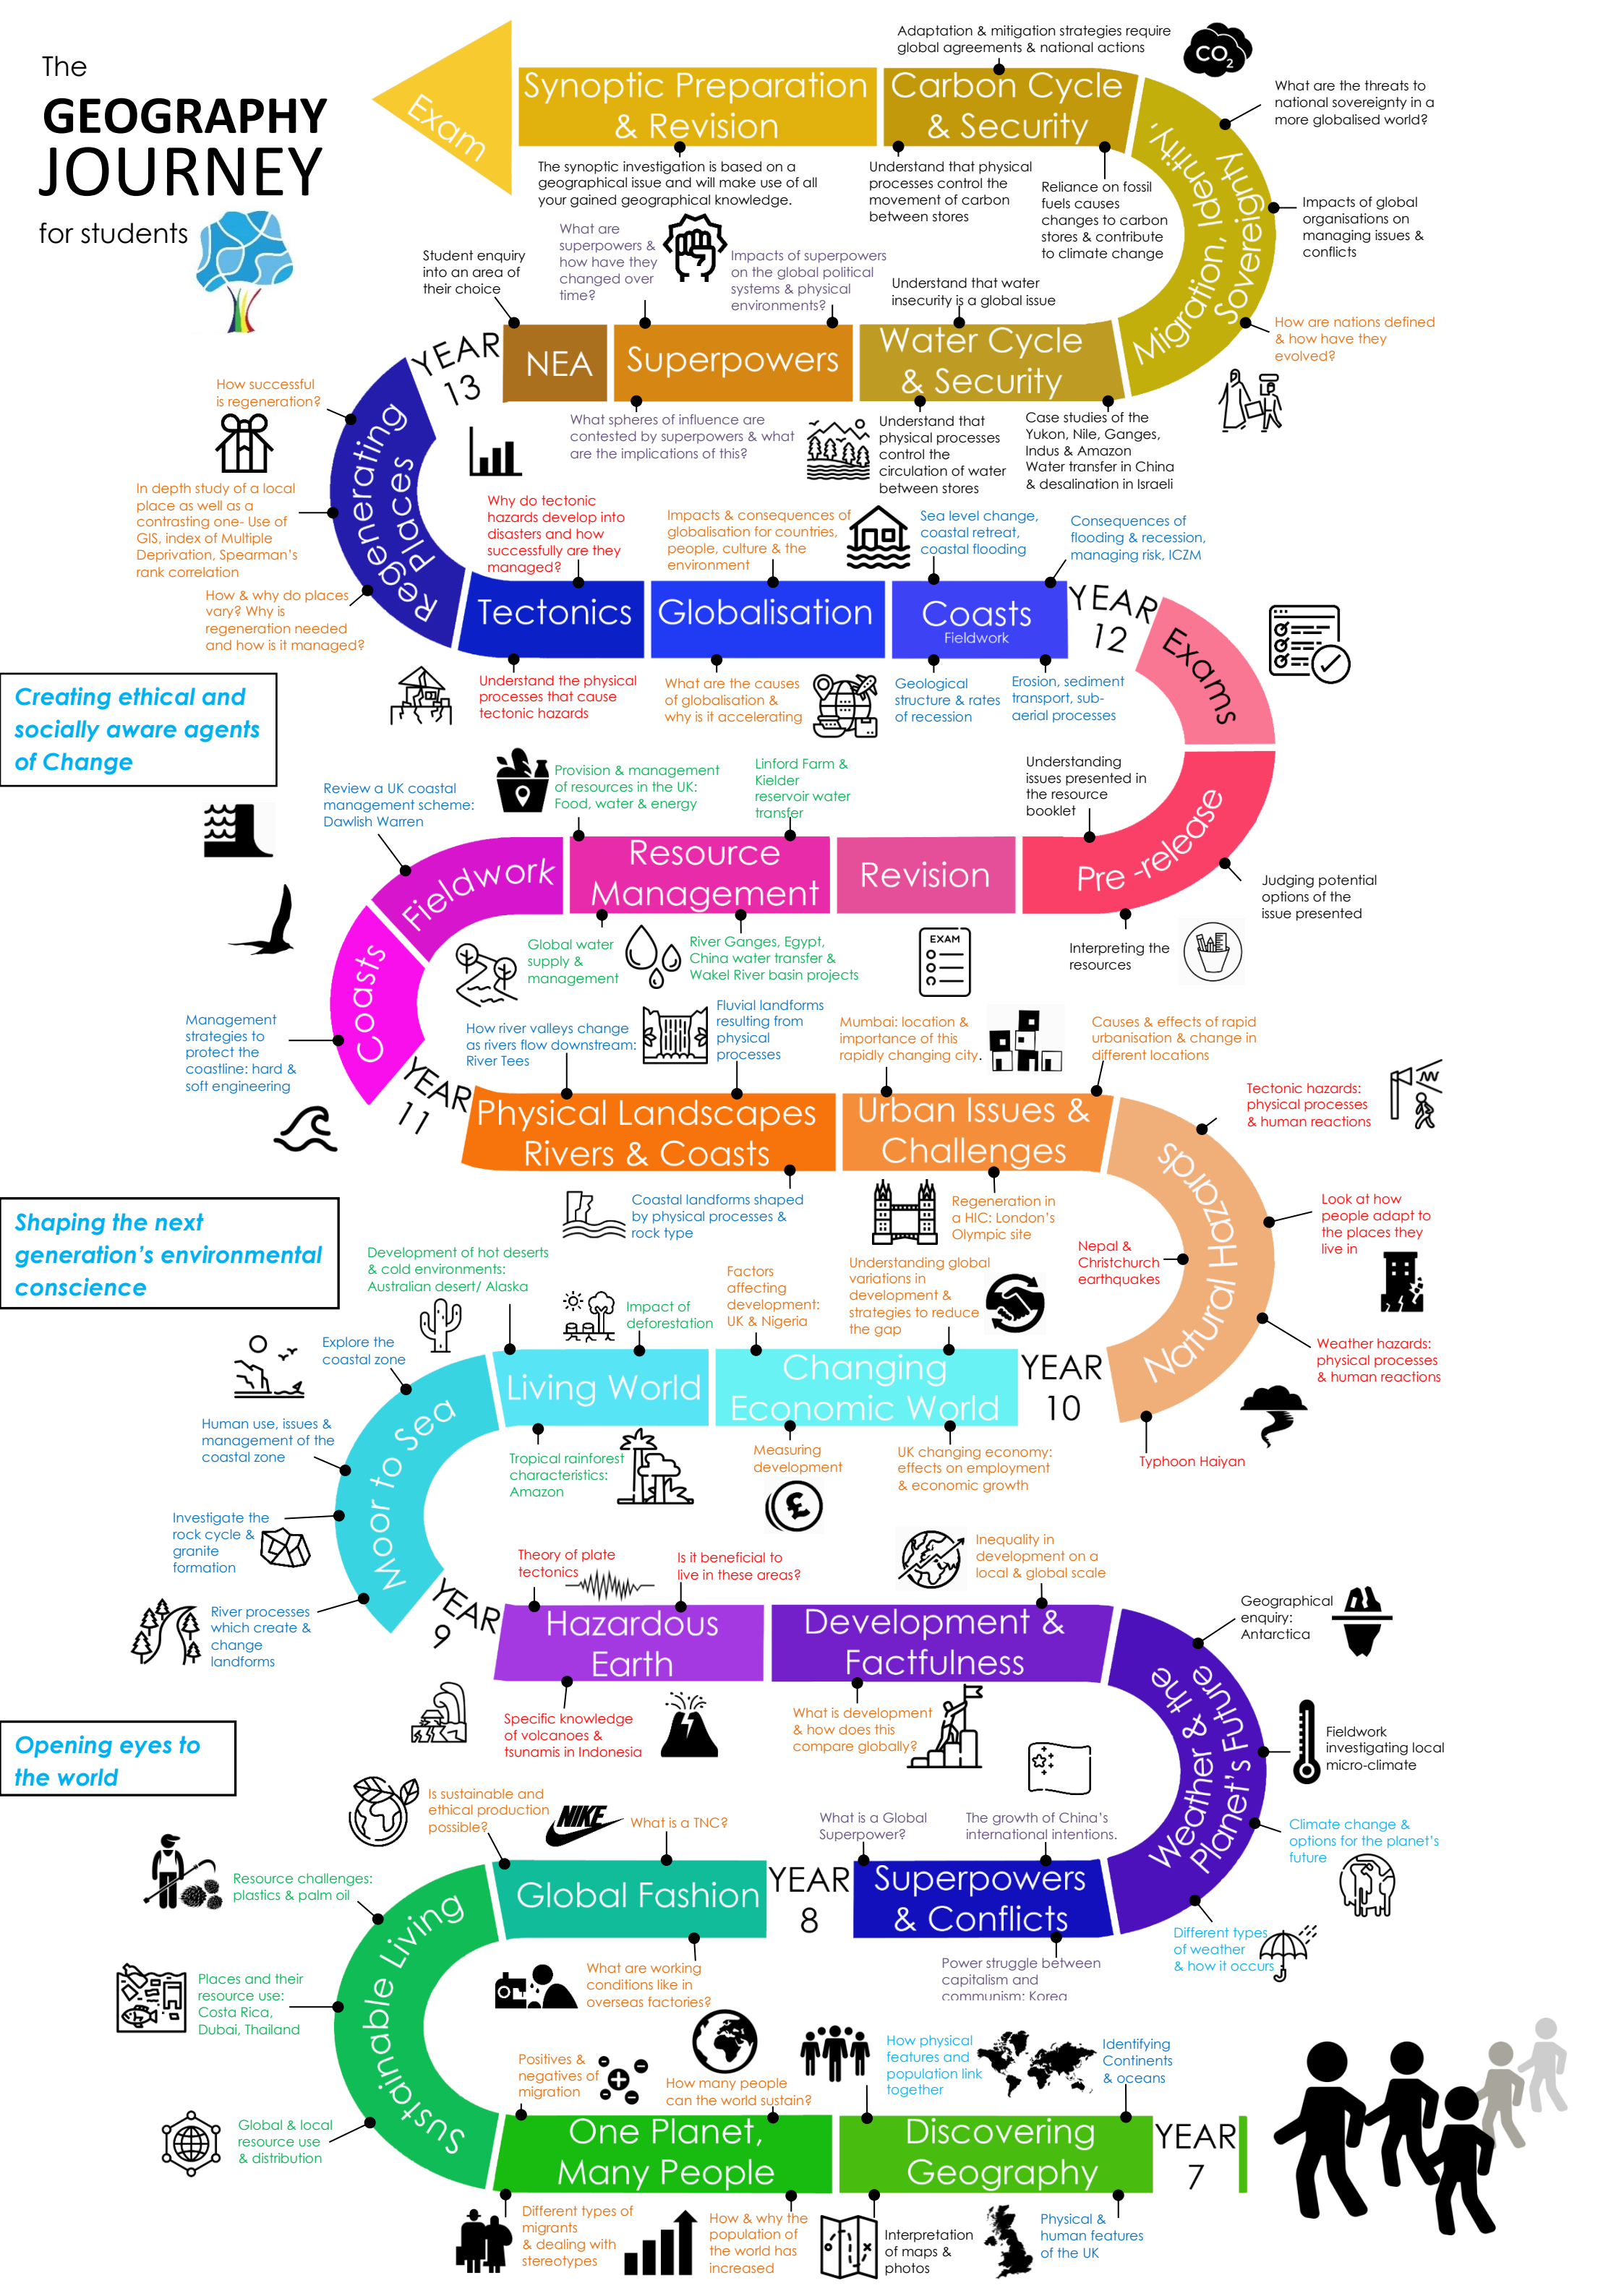 The
GEOGRAPHY
JOURNEY
for students
Adaptation & mitigation strategies require
global agreements & national actions
CO2
What are the threats to
national sovereignty in a
more globalised world?
Exam
Synoptic Preparation
& Revision
Carbon Cycle
& Security
Migration, Identity,
Sovereignty
The synoptic investigation is based on a
geographical issue and will make use of all
your gained geographical knowledge.
Understand that physical
processes control the
movement of carbon
between stores
Reliance on fossil
fuels causes
changes to carbon
stores & contribute
to climate change
Impacts of global
organisations on
managing issues &
conflicts
Student enquiry
into an area of
their choice
What are
superpowers &
how have they
changed over
time?
Impacts of superpowers
on the global political
systems & physical
environments?
Understand that water
insecurity is a global issue
How are nations defined
& how have they
evolved?
YEAR
13
NEA
Superpowers
Water Cycle
& Security
How successful
is regeneration?
What spheres of influence are
contested by superpowers & what
are the implications of this?
Understand that
physical processes
control the
circulation of water
between stores
Case studies of the
Yukon, Nile, Ganges,
Indus & Amazon
Water transfer in China
& desalination in Israeli
Regenerating
Places
In depth study of a local
place as well as a
contrasting one- Use of
GIS, index of Multiple
Deprivation, Spearman's
rank correlation
How & why do places
vary? Why is
regeneration needed
and how is it managed?
Why do tectonic
hazards develop into
disasters and how
successfully are they
managed?
Impacts & consequences of
globalisation for countries,
people, culture & the
environment
Sea level change,
coastal retreat,
coastal flooding
Consequences of
flooding & recession,
managing risk, ICZM
Tectonics
Globalisation
Coasts
Fieldwork
YEAR
12
Exams
Understand the physical
processes that cause
tectonic hazards
What are the causes
of globalisation &
why is it accelerating
Geological
structure & rates
of recession
Erosion, sediment
transport, sub-
aerial processes
Creating ethical and
socially aware agents
of Change
Review a UK coastal
management scheme:
Dawlish Warren
Provision & management
of resources in the UK:
Food, water & energy
Linford Farm &
Kielder
reservoir water
transfer
Understanding
issues presented in
the resource
booklet
Fieldwork
Resource
Management
Revision
Pre -release
Judging potential
options of the
issue presented
Global water
supply &
management
River Ganges, Egypt,
China water transfer &
Wakel River basin projects
EXAM
Interpreting the
resources
Coasts
Management
strategies to
protect the
coastline: hard &
soft engineering
How river valleys change
as rivers flow downstream:
River Tees
Fluvial landforms
resulting from
physical
processes
Mumbai: location &
importance of this
rapidly changing city.
Causes & effects of rapid
urbanisation & change in
different locations
Tectonic hazards:
physical processes
& human reactions
YEAR
11
Physical Landscapes
Rivers & Coasts
Urban Issues &
Challenges
Natural Hazards
Coastal landforms shaped
by physical processes &
rock type
Regeneration in
a HIC: London's
Olympic site
Nepal &
Christchurch
earthquakes
Look at how
people adapt to
the places they
live in
Shaping the next
generation's environmental
conscience
Development of hot deserts
& cold environments:
Australian desert/ Alaska
Impact of
deforestation
Factors
affecting
development:
UK & Nigeria
Understanding global
variations in
development &
strategies to reduce
the gap
Weather hazards:
physical processes
& human reactions
Explore the
coastal zone
Living World
Changing
Economic World
YEAR
10
Human use, issues &
management of the
coastal zone
Moor to Sea
Tropical rainforest
characteristics:
Amazon
Measuring
development
£
UK changing economy:
effects on employment
& economic growth
Typhoon Haiyan
Investigate the
rock cycle &
granite
formation
River processes
which create &
change
landforms
Theory of plate
tectonics
Is it beneficial to
live in these areas?
Inequality in
development on a
local & global scale
Geographical
enquiry:
Antarctica
YEAR
9
Hazardous
Earth
Development &
Factfulness
Weather & the
Planet's Future
Specific knowledge
of volcanoes &
tsunamis in Indonesia
What is development
& how does this
compare globally?
Fieldwork
investigating local
micro-climate
Opening eyes to
the world
Is sustainable and
ethical production
possible?
NIKE
What is a TNC?
What is a Global
Superpower?
The growth of China's
international intentions.
Climate change &
options for the planet's
future
Resource challenges:
plastics & palm oil
Global Fashion
YEAR
8
Superpowers
& Conflicts
Different types
of weather
& how it occurs
Sustainable Living
What are working
conditions like in
overseas factories?
Power struggle between
capitalism and
communism: Korea
Places and their
resource use:
Costa Rica,
Dubai, Thailand
Positives &
negatives of
migration
How many people
can the world sustain?
How physical
features and
population link
together
Identifying
Continents
& oceans
Global & local
resource use
& distribution
One Planet,
Many People
Discovering
Geography
YEAR
7
Different types of
migrants
& dealing with
stereotypes
How & why the
population of
the world has
increased
Interpretation
of maps &
photos
Physical &
human features
of the UK